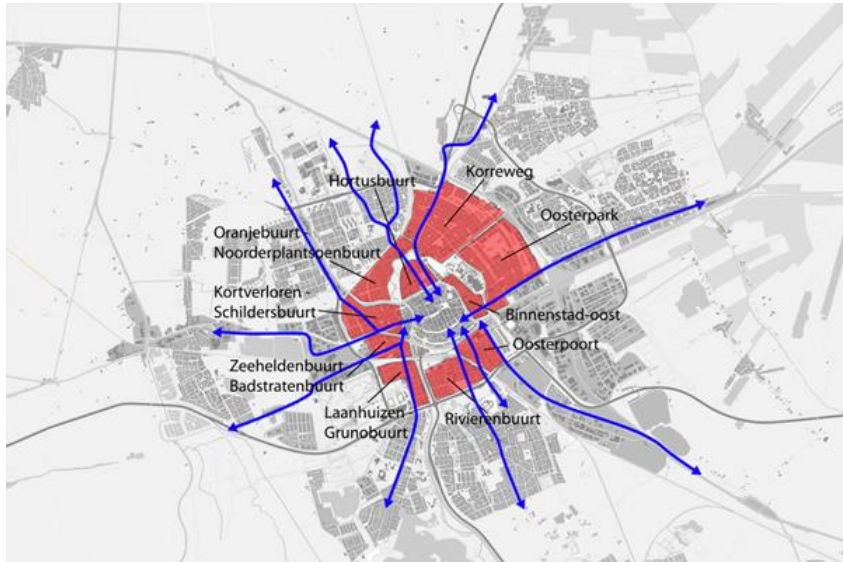 Hortusbuurt
Korreweg
Oosterpark
Oranjebuurt -
Noorderplantsoenbuurt
Kortverloren -
Schildersbuurt
Binnenstad-oost
Oosterpoort
Zeeheldenbuurt
Badstratenbuurt
Laanhuizen
Grunobuurt
Rivierenbuurt